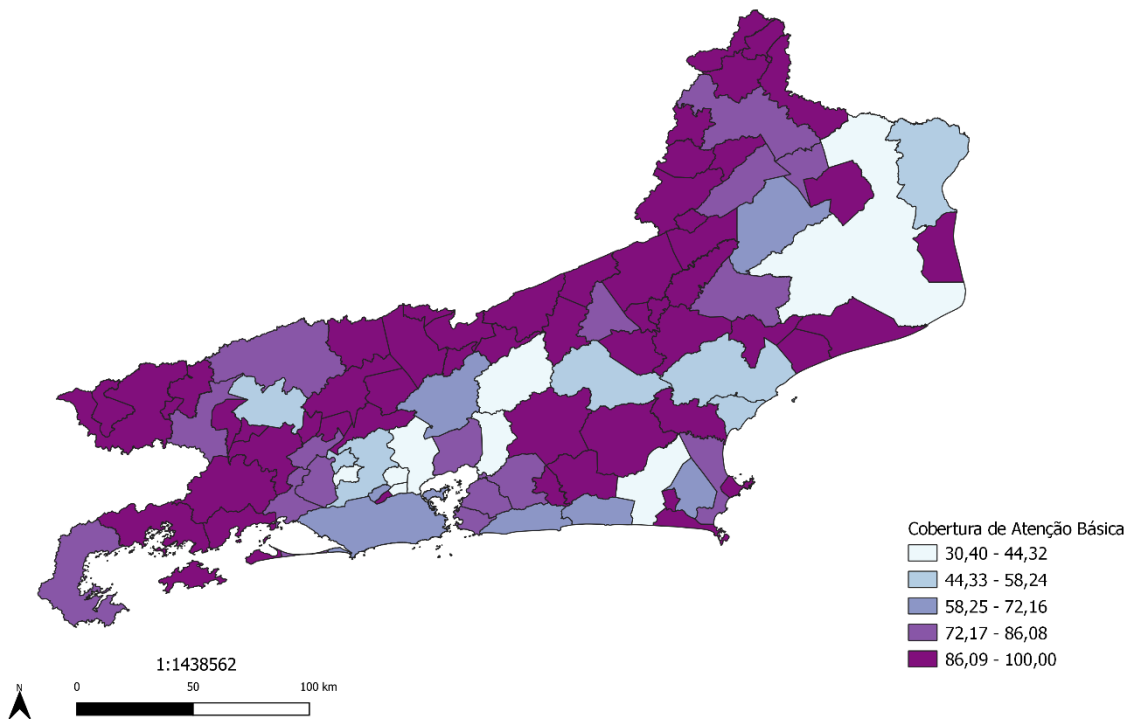 Cobertura de Atenção Básica
30,40 - 44,32
44,33 - 58,24
58,25 - 72,16
72,17 - 86,08
86,09 - 100,00
1:1438562
N
0 50 100 km